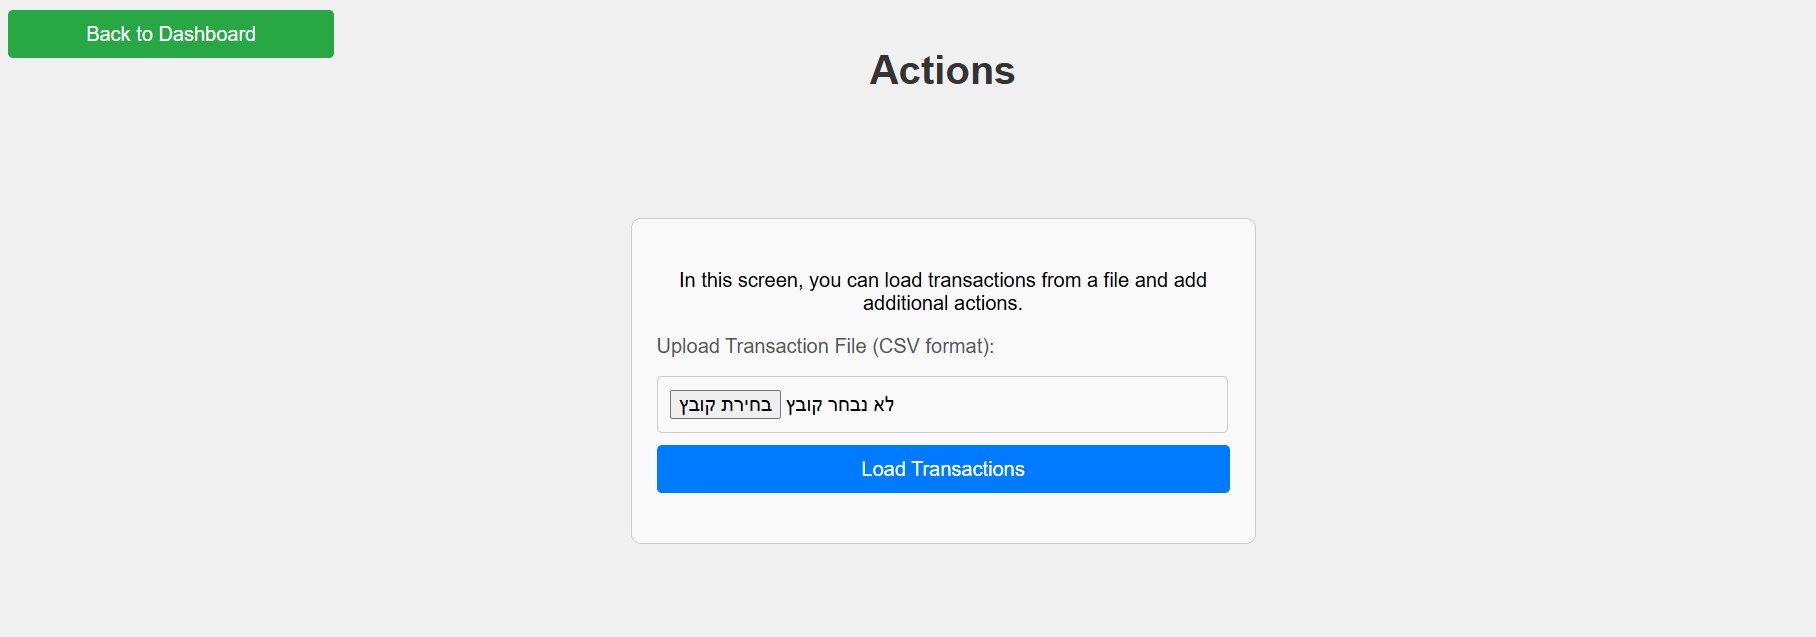 Back to Dashboard
Actions
In this screen, you can load transactions from a file and add
additional actions.
Upload Transaction File (CSV format):
בחירת קובץ לא נבחר קובץ
Load Transactions